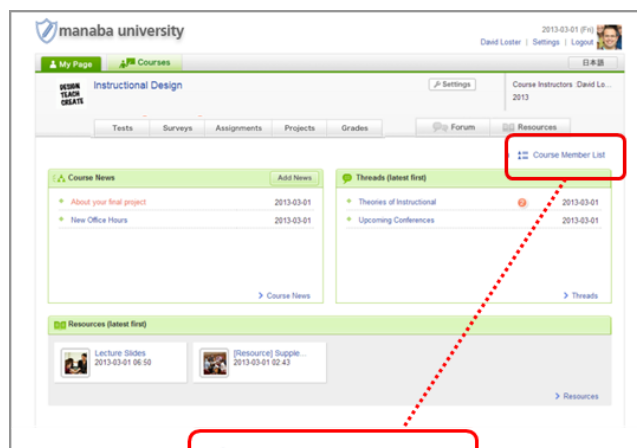 manaba university
2013-03-01 (Fri)
David Loster | Settings | Logout
My Page
Courses
日本語
DESIGN
TEACH
CREATE
Instructional Design
Settings
Course Instructors :David Lo...
2013
Tests Surveys Assignments Projects Grades Forum Resources
Course Member List
Course News
Add News
About your final project 2013-03-01
New Office Hours 2013-03-01
Course News
Threads (latest first)
Theories of Instructional 2013-03-01
Upcoming Conferences 2013-03-01
Threads
Resources (latest first)
Lecture Slides
2013-03-01 06:50
[Resource] Supple...
2013-03-01 02:43
Resources